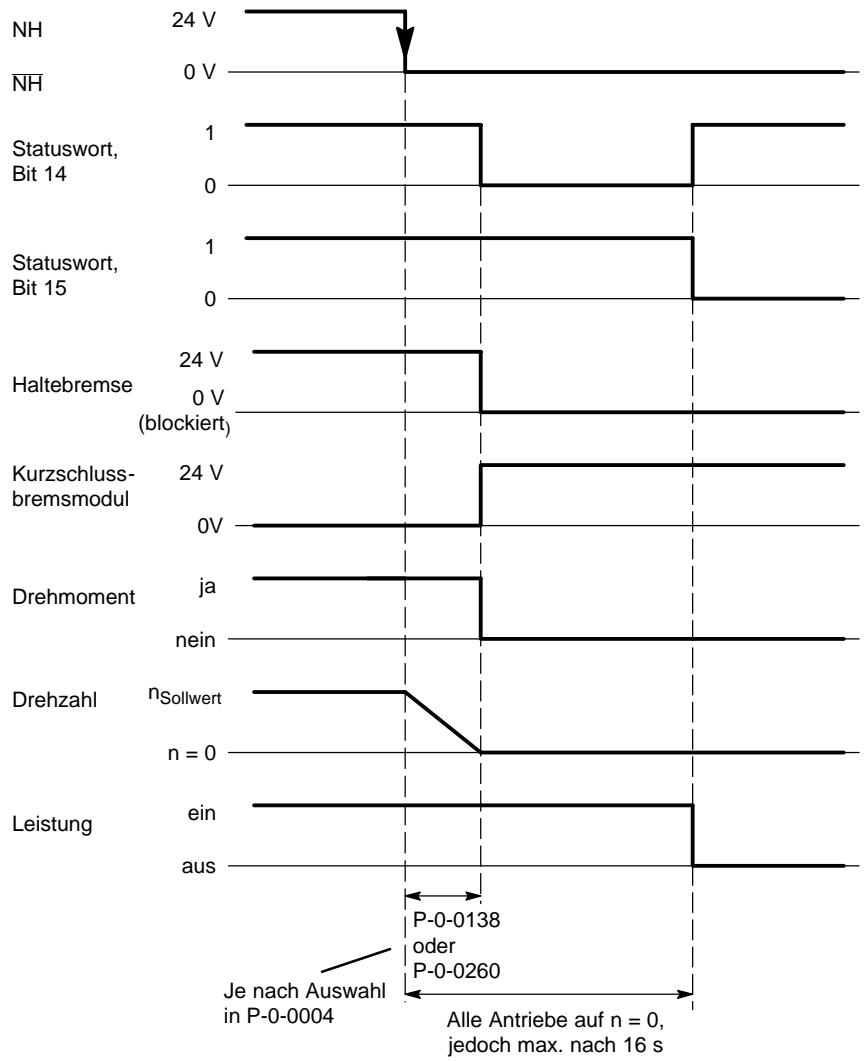 NH 24 V
N̅H̅ 0 V
Statuswort,
Bit 14
1
0
Statuswort,
Bit 15
1
0
Haltebremse
24 V
0 V
(blockiert)
Kurzschluss-
bremsmodul
24 V
0V
Drehmoment
ja
nein
Drehzahl
nSollwert
n = 0
Leistung
ein
aus
P-0-0138
oder
P-0-0260
Je nach Auswahl
in P-0-0004
Alle Antriebe auf n = 0,
jedoch max. nach 16 s